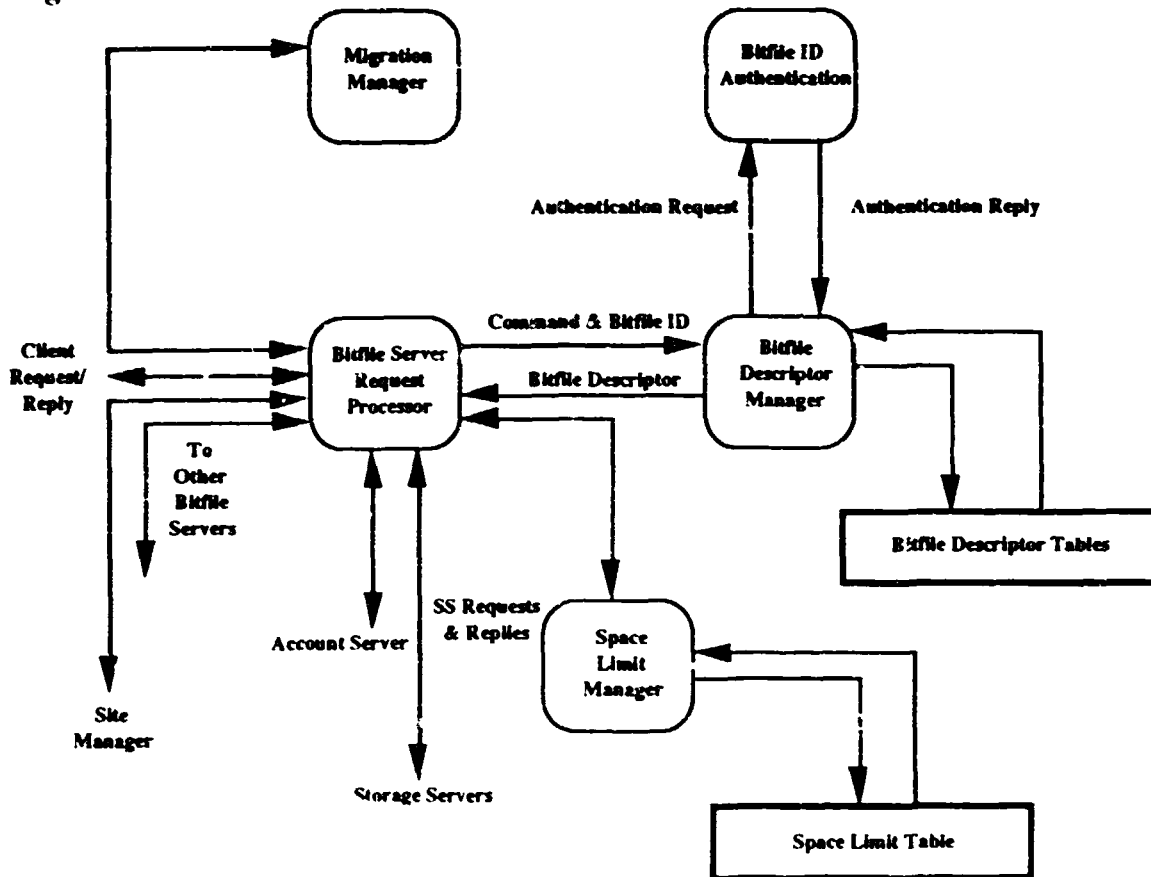 Migration
Manager
Bitfile ID
Authentication
Authentication Request
Authentication Reply
Command & Bitfile ID
Client
Request/
Reply
Bitfile Server
Request
Processor
Bitfile Descriptor
Bitfile
Descriptor
Manager
To
Other
Bitfile
Servers
Bitfile Descriptor Tables
SS Requests
& Replies
Account Server
Space
Limit
Manager
Site
Manager
Storage Servers
Space Limit Table